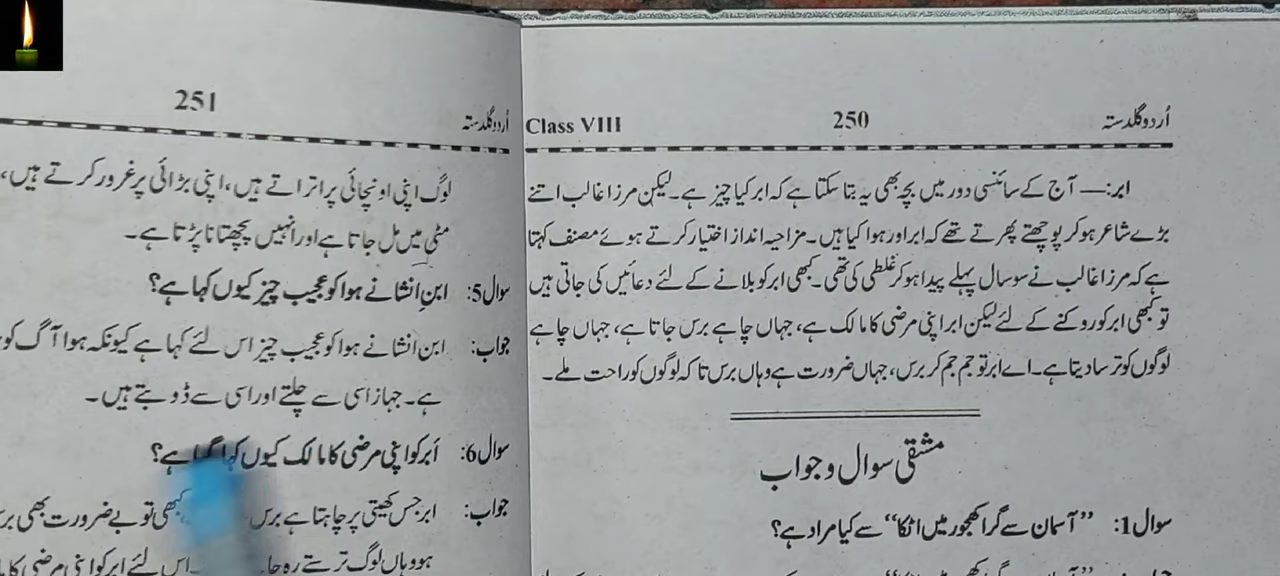 اُردو گلدستہ 250 Class VIII
ابر:— آج کے سائنسی دور میں بچہ بھی یہ بتا سکتا ہے کہ ابر کیا چیز ہے۔ لیکن مرزا غالب اتنے
بڑے شاعر ہو کر پوچھتے پھرتے تھے کہ ابر اور ہوا کیا ہیں۔ مزاحیہ انداز اختیار کرتے ہوئے مصنف کہتا
ہے کہ مرزا غالب نے سو سال پہلے پیدا ہو کر غلطی کی تھی۔ کبھی ابر کو بلانے کے لئے دعائیں کی جاتی ہیں
تو کبھی ابر کو روکنے کے لئے لیکن ابر اپنی مرضی کا مالک ہے، جہاں چاہے برس جاتا ہے، جہاں چاہے
لوگوں کو ترسا دیتا ہے۔ اے ابر تو جم جم کر برس، جہاں ضرورت ہے وہاں برس تا کہ لوگوں کو راحت ملے۔
مشقی سوال و جواب
سوال 1: ”آسمان سے گرا کھجور میں اٹکا“ سے کیا مراد ہے؟
اُردو گلدستہ 251
لوگ اپنی اونچائی پر اتراتے ہیں، اپنی بڑائی پر غرور کرتے ہیں،
مٹی میں مل جاتا ہے اور انہیں پچھتانا پڑتا ہے۔
سوال 5: ابنِ انشا نے ہوا کو عجیب چیز کیوں کہا ہے؟
جواب: ابن انشا نے ہوا کو عجیب چیز اس لئے کہا ہے کیونکہ ہوا آگ کو
ہے۔ جہاز اسی سے چلتے اور اسی سے ڈوبتے ہیں۔
سوال 6: اَبر کو اپنی مرضی کا مالک کیوں کہا گیا ہے؟
جواب: ابر جس کھیتی پر چاہتا ہے برس کبھی تو بے ضرورت بھی
ہو وہاں لوگ ترستے رہ اس لئے ابر کو اپنی مرضی کا